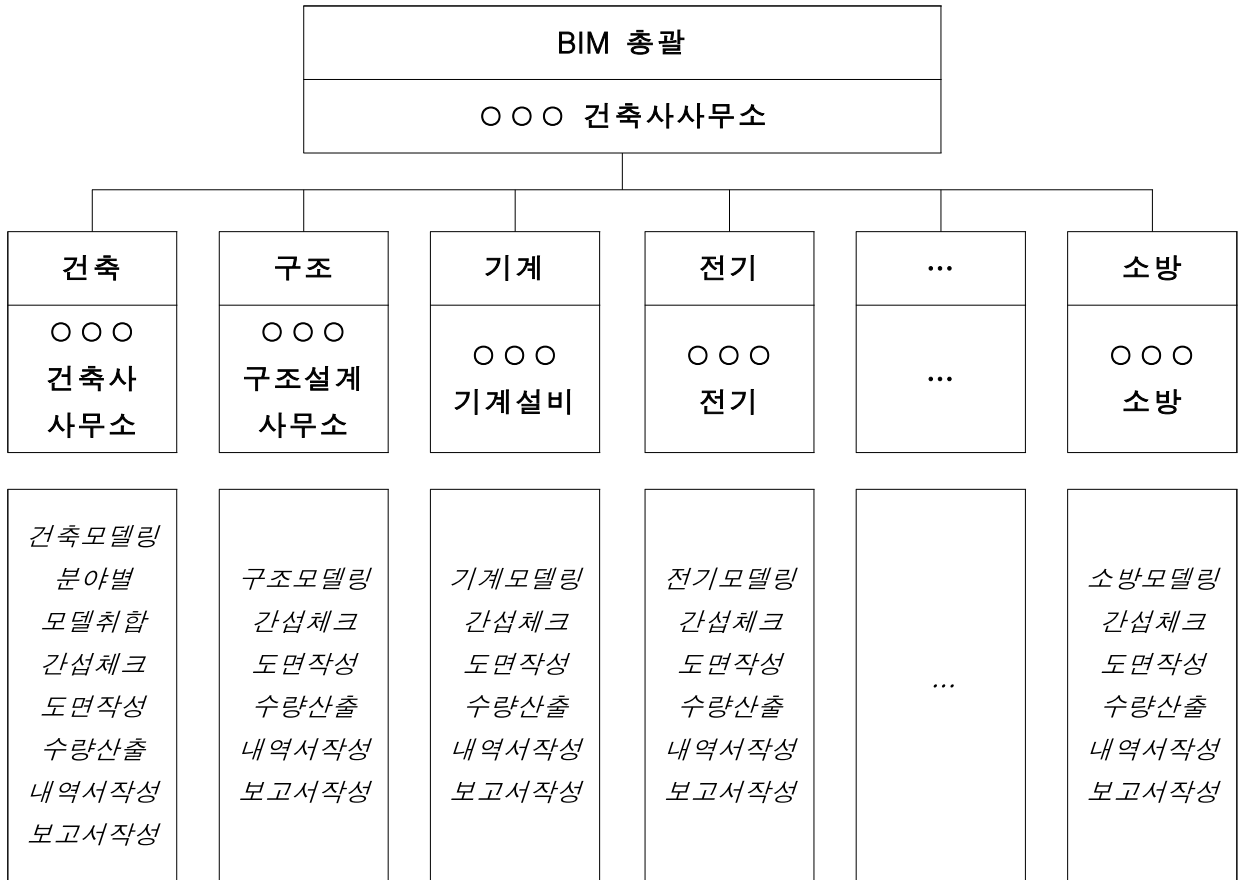 BIM 총괄
○○○ 건축사사무소
건축
○○○
건축사
사무소
구조
○○○
구조설계
사무소
기계
○○○
기계설비
전기
○○○
전기
…
…
소방
○○○
소방
건축모델링
분야별
모델취합
간섭체크
도면작성
수량산출
내역서작성
보고서작성
구조모델링
간섭체크
도면작성
수량산출
내역서작성
보고서작성
기계모델링
간섭체크
도면작성
수량산출
내역서작성
보고서작성
전기모델링
간섭체크
도면작성
수량산출
내역서작성
보고서작성
…
소방모델링
간섭체크
도면작성
수량산출
내역서작성
보고서작성